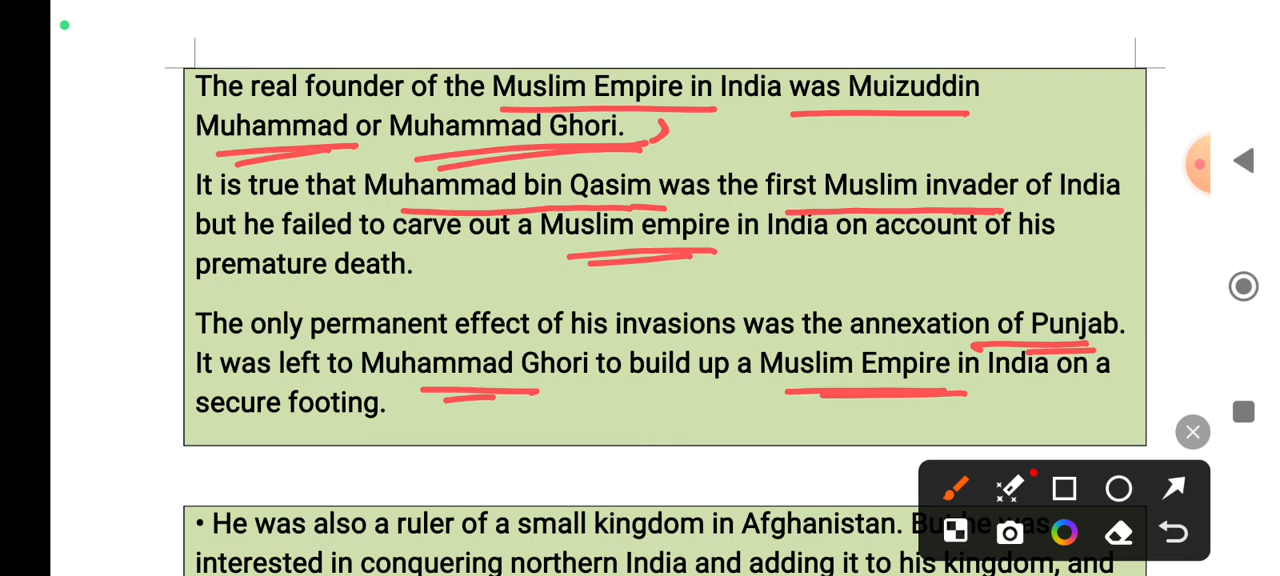 The real founder of the Muslim Empire in India was Muizuddin
Muhammad or Muhammad Ghori.
It is true that Muhammad bin Qasim was the first Muslim invader of India
but he failed to carve out a Muslim empire in India on account of his
premature death.
The only permanent effect of his invasions was the annexation of Punjab.
It was left to Muhammad Ghori to build up a Muslim Empire in India on a
secure footing.
• He was also a ruler of a small kingdom in Afghanistan. But he was
interested in conquering northern India and adding it to his kingdom, and